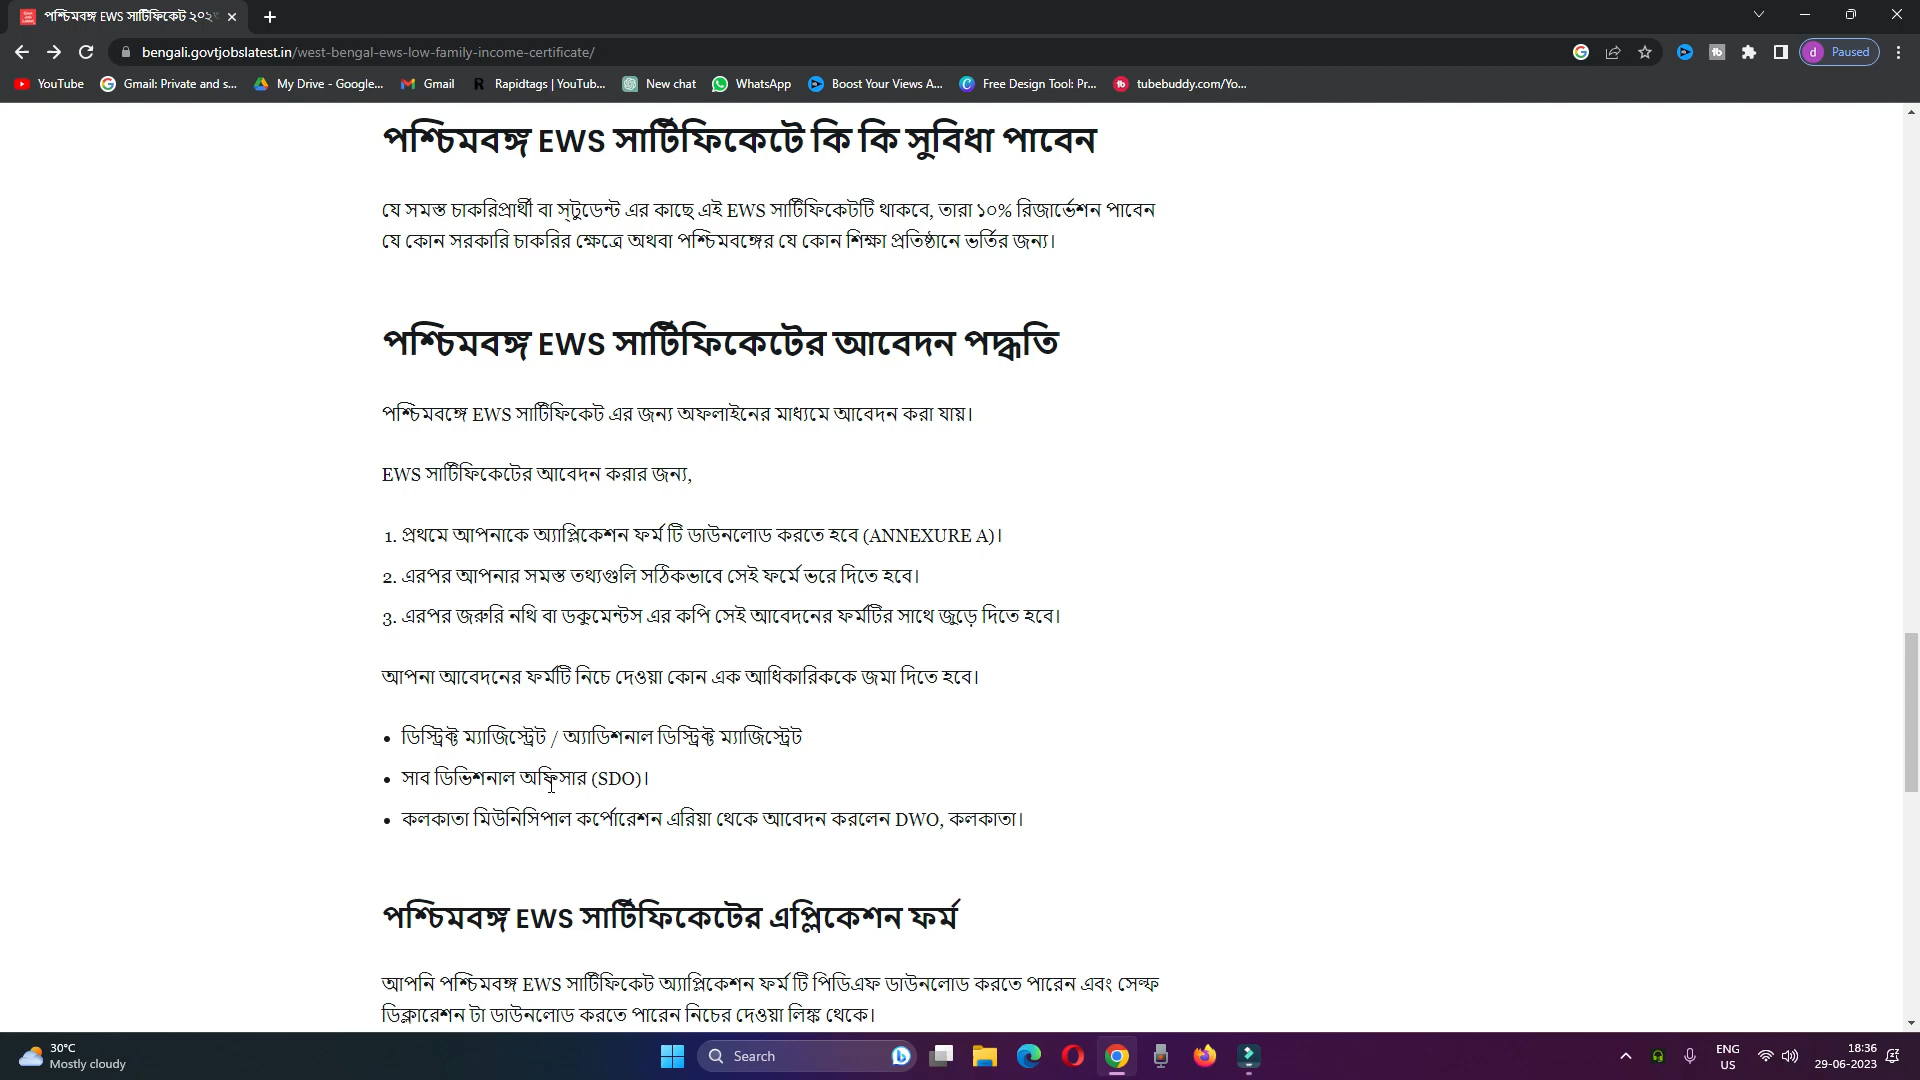 পশ্চিমবঙ্গ EWS সার্টিফিকেট ২০২
bengali.govtjobslatest.in/west-bengal-ews-low-family-income-certificate/
d Paused
YouTube Gmail: Private and s... My Drive - Google... Gmail Rapidtags | YouTub... New chat WhatsApp Boost Your Views A... Free Design Tool: Pr... tubebuddy.com/Yo...
পশ্চিমবঙ্গ EWS সার্টিফিকেটে কি কি সুবিধা পাবেন
যে সমস্ত চাকরিপ্রার্থী বা স্টুডেন্ট এর কাছে এই EWS সার্টিফিকেটটি থাকবে, তারা ১০% রিজার্ভেশন পাবেন
যে কোন সরকারি চাকরির ক্ষেত্রে অথবা পশ্চিমবঙ্গের যে কোন শিক্ষা প্রতিষ্ঠানে ভর্তির জন্য।
পশ্চিমবঙ্গ EWS সার্টিফিকেটের আবেদন পদ্ধতি
পশ্চিমবঙ্গে EWS সার্টিফিকেট এর জন্য অফলাইনের মাধ্যমে আবেদন করা যায়।
EWS সার্টিফিকেটের আবেদন করার জন্য,
1. প্রথমে আপনাকে অ্যাপ্লিকেশন ফর্ম টি ডাউনলোড করতে হবে (ANNEXURE A)।
2. এরপর আপনার সমস্ত তথ্যগুলি সঠিকভাবে সেই ফর্মে ভরে দিতে হবে।
3. এরপর জরুরি নথি বা ডকুমেন্টস এর কপি সেই আবেদনের ফর্মটির সাথে জুড়ে দিতে হবে।
আপনা আবেদনের ফর্মটি নিচে দেওয়া কোন এক আধিকারিককে জমা দিতে হবে।
• ডিস্ট্রিক্ট ম্যাজিস্ট্রেট / অ্যাডিশনাল ডিস্ট্রিক্ট ম্যাজিস্ট্রেট
• সাব ডিভিশনাল অফিসার (SDO)।
• কলকাতা মিউনিসিপাল কর্পোরেশন এরিয়া থেকে আবেদন করলেন DWO, কলকাতা।
পশ্চিমবঙ্গ EWS সার্টিফিকেটের এপ্লিকেশন ফর্ম
আপনি পশ্চিমবঙ্গ EWS সার্টিফিকেট অ্যাপ্লিকেশন ফর্ম টি পিডিএফ ডাউনলোড করতে পারেন এবং সেল্ফ
ডিক্লারেশন টা ডাউনলোড করতে পারেন নিচের দেওয়া লিঙ্ক থেকে।
30°C
Mostly cloudy
Search
ENG
US
18:36
29-06-2023